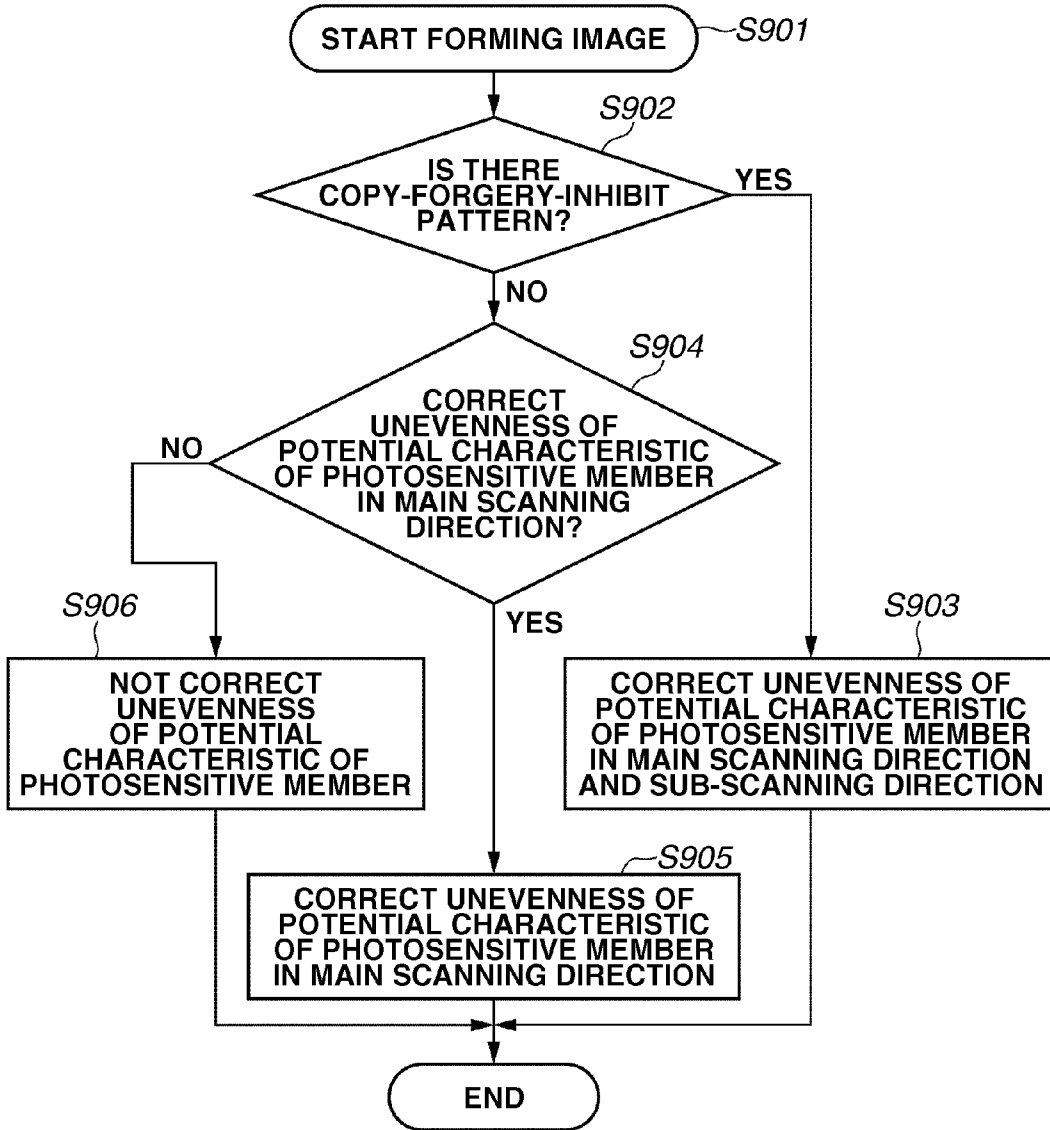 START FORMING IMAGE
S901
S902
IS THERE
COPY-FORGERY-INHIBIT
PATTERN?
YES
NO
S904
CORRECT
UNEVENNESS OF
POTENTIAL CHARACTERISTIC
OF PHOTOSENSITIVE MEMBER
IN MAIN SCANNING
DIRECTION?
NO
YES
S906
NOT CORRECT
UNEVENNESS
OF POTENTIAL
CHARACTERISTIC OF
PHOTOSENSITIVE MEMBER
S903
CORRECT UNEVENNESS OF
POTENTIAL CHARACTERISTIC
OF PHOTOSENSITIVE MEMBER
IN MAIN SCANNING DIRECTION
AND SUB-SCANNING DIRECTION
S905
CORRECT UNEVENNESS OF
POTENTIAL CHARACTERISTIC
OF PHOTOSENSITIVE MEMBER
IN MAIN SCANNING DIRECTION
END